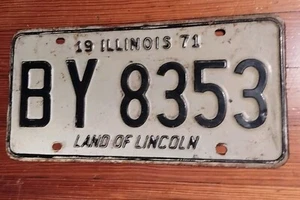 19 ILLINOIS 71
BY 8353
LAND OF LINCOLN